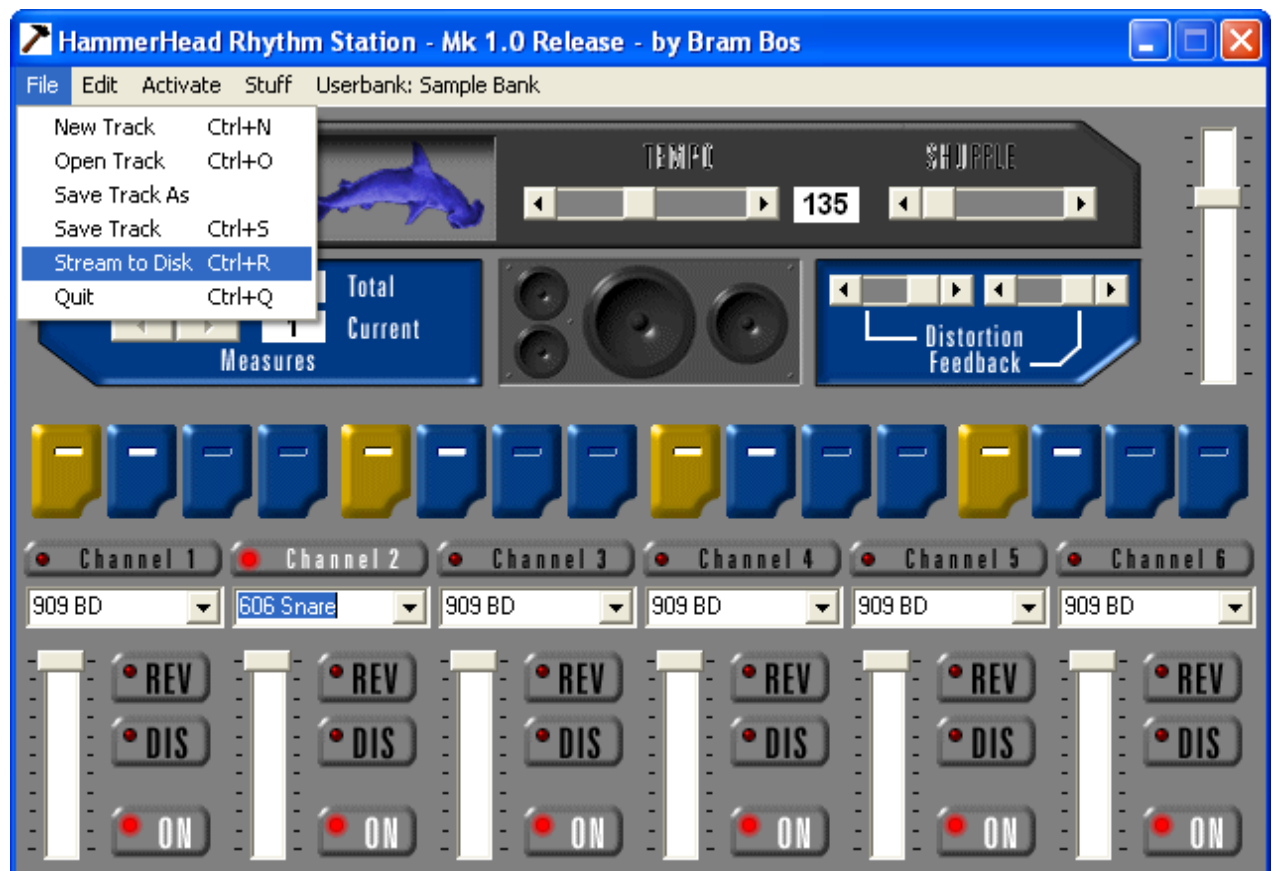 HammerHead Rhythm Station - Mk 1.0 Release - by Bram Bos
File Edit Activate Stuff Userbank: Sample Bank
New Track Ctrl+N
Open Track Ctrl+O
Save Track As
Save Track Ctrl+S
Stream to Disk Ctrl+R
Quit Ctrl+Q
TEMPO
135
SHUFFLE
Total
1 Current
Measures
Distortion
Feedback
Channel 1 Channel 2 Channel 3 Channel 4 Channel 5 Channel 6
909 BD 606 Snare 909 BD 909 BD 909 BD 909 BD
REV REV REV REV REV REV
DIS DIS DIS DIS DIS DIS
ON ON ON ON ON ON